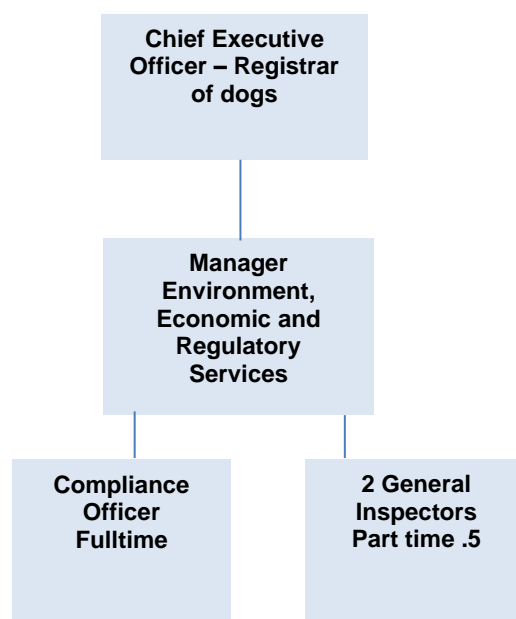 Chief Executive
Officer – Registrar
of dogs
Manager
Environment,
Economic and
Regulatory
Services
Compliance
Officer
Fulltime
2 General
Inspectors
Part time .5